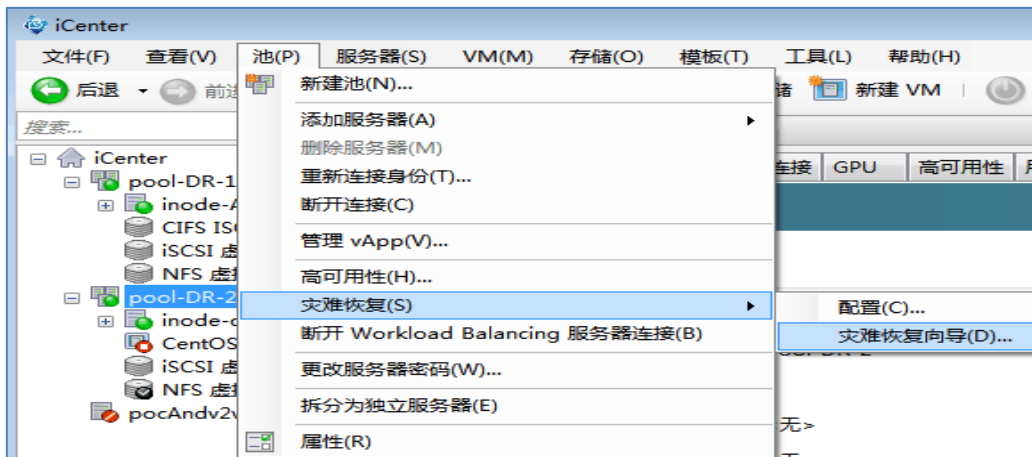 iCenter
文件(F) 查看(V) 池(P) 服务器(S) VM(M) 存储(O) 模板(T) 工具(L) 帮助(H)
后退 新建 VM
搜索...
新建池(N)...
添加服务器(A)
删除服务器(M)
重新连接身份(T)...
断开连接(C)
管理 vApp(V)...
高可用性(H)...
灾难恢复(S)
断开 Workload Balancing 服务器连接(B)
更改服务器密码(W)...
拆分为独立服务器(E)
属性(R)
配置(C)...
灾难恢复向导(D)...
连接 GPU 高可用性
iCenter
pool-DR-1
inode-
CIFS IS
iSCSI 虚
NFS 虚
pool-DR-2
inode-
CentOS
iSCSI 虚
NFS 虚
pocAndv2v
无>